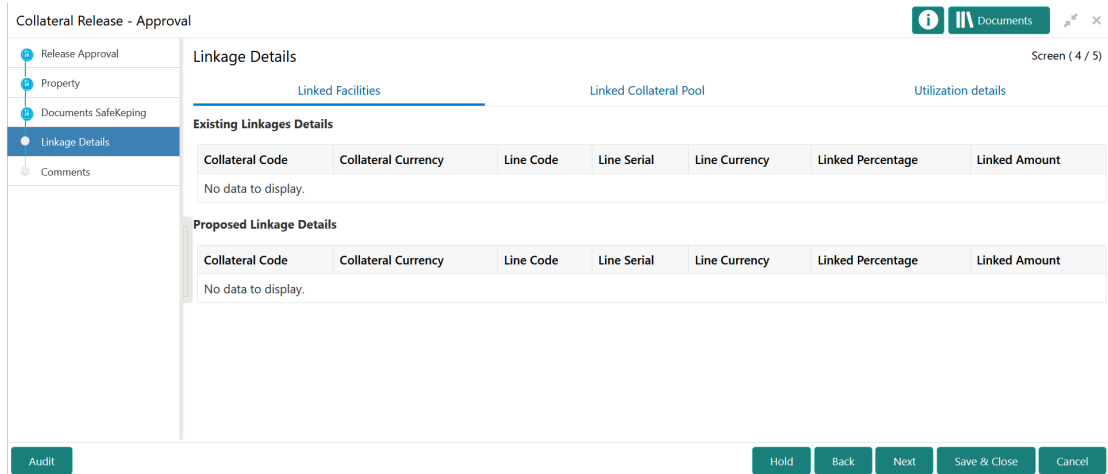 Collateral Release - Approval
Documents
Release Approval
Property
Documents SafeKeping
Linkage Details
Comments
Linkage Details
Screen ( 4 / 5)
Linked Facilities Linked Collateral Pool Utilization details
Existing Linkages Details
Collateral Code Collateral Currency Line Code Line Serial Line Currency Linked Percentage Linked Amount
No data to display.
Proposed Linkage Details
Collateral Code Collateral Currency Line Code Line Serial Line Currency Linked Percentage Linked Amount
No data to display.
Audit Hold Back Next Save & Close Cancel